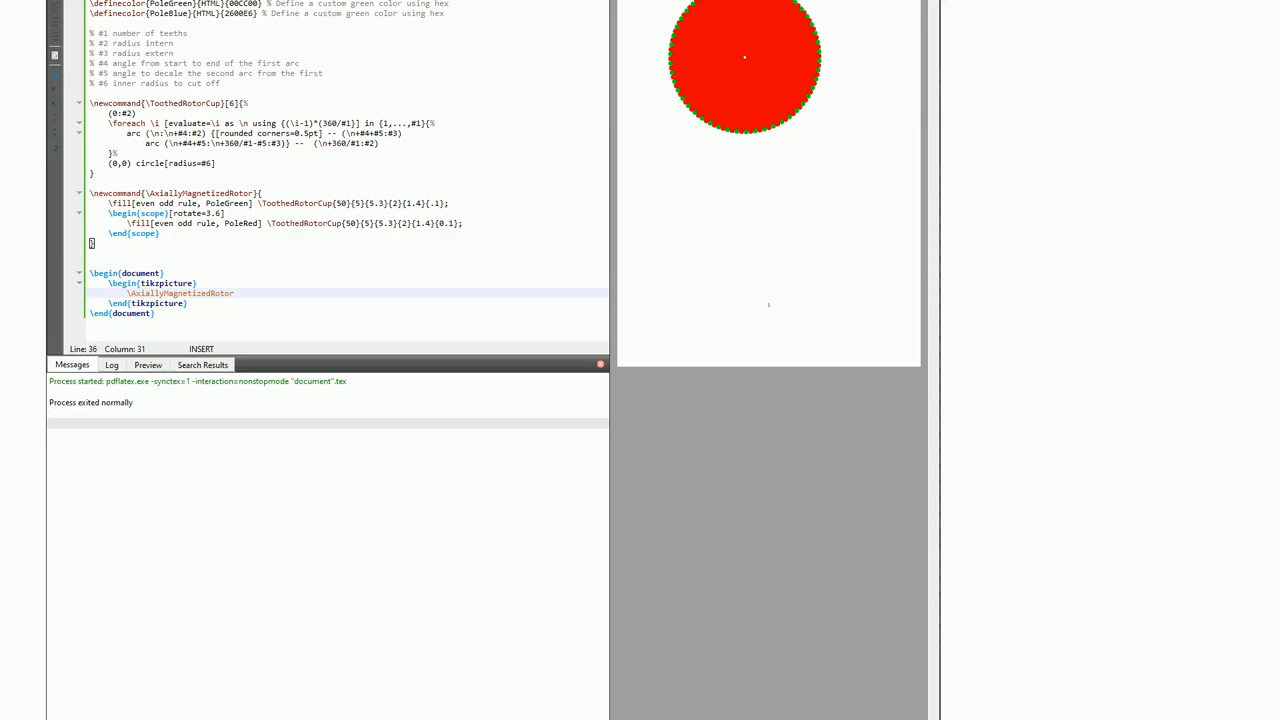 \definecolor{PoleGreen}{HTML}{00CC00} % Define a custom green color using hex
\definecolor{PoleBlue}{HTML}{2600E6} % Define a custom green color using hex
% #1 number of teeths
% #2 radius intern
% #3 radius extern
% #4 angle from start to end of the first arc
% #5 angle to decale the second arc from the first
% #6 inner radius to cut off
\newcommand{\ToothedRotorCup}[6]{%
(0:#2)
\foreach \i [evaluate=\i as \n using {(\i-1)*(360/#1}] in {1,...,#1}{%
arc (\n:\n+#4:#2) {[rounded corners=0.5pt] -- (\n+#4+#5:#3)
arc (\n+#4+#5:\n+360/#1-#5:#3)} -- (\n+360/#1:#2)
}%
(0,0) circle[radius=#6]
}
\newcommand{\AxiallyMagnetizedRotor}{
\fill[even odd rule, PoleGreen] \ToothedRotorCup{50}{5}{5.3}{2}{1.4}{.1};
\begin{scope}[rotate=3.6]
\fill[even odd rule, PoleRed] \ToothedRotorCup{50}{5}{5.3}{2}{1.4}{0.1};
\end{scope}
}
\begin{document}
\begin{tikzpicture}
\AxiallyMagnetizedRotor
\end{tikzpicture}
\end{document}
Line: 36 Column: 31 INSERT
Messages Log Preview Search Results
Process started: pdflatex.exe -synctex=1 -interaction=nonstopmode "document".tex
Process exited normally